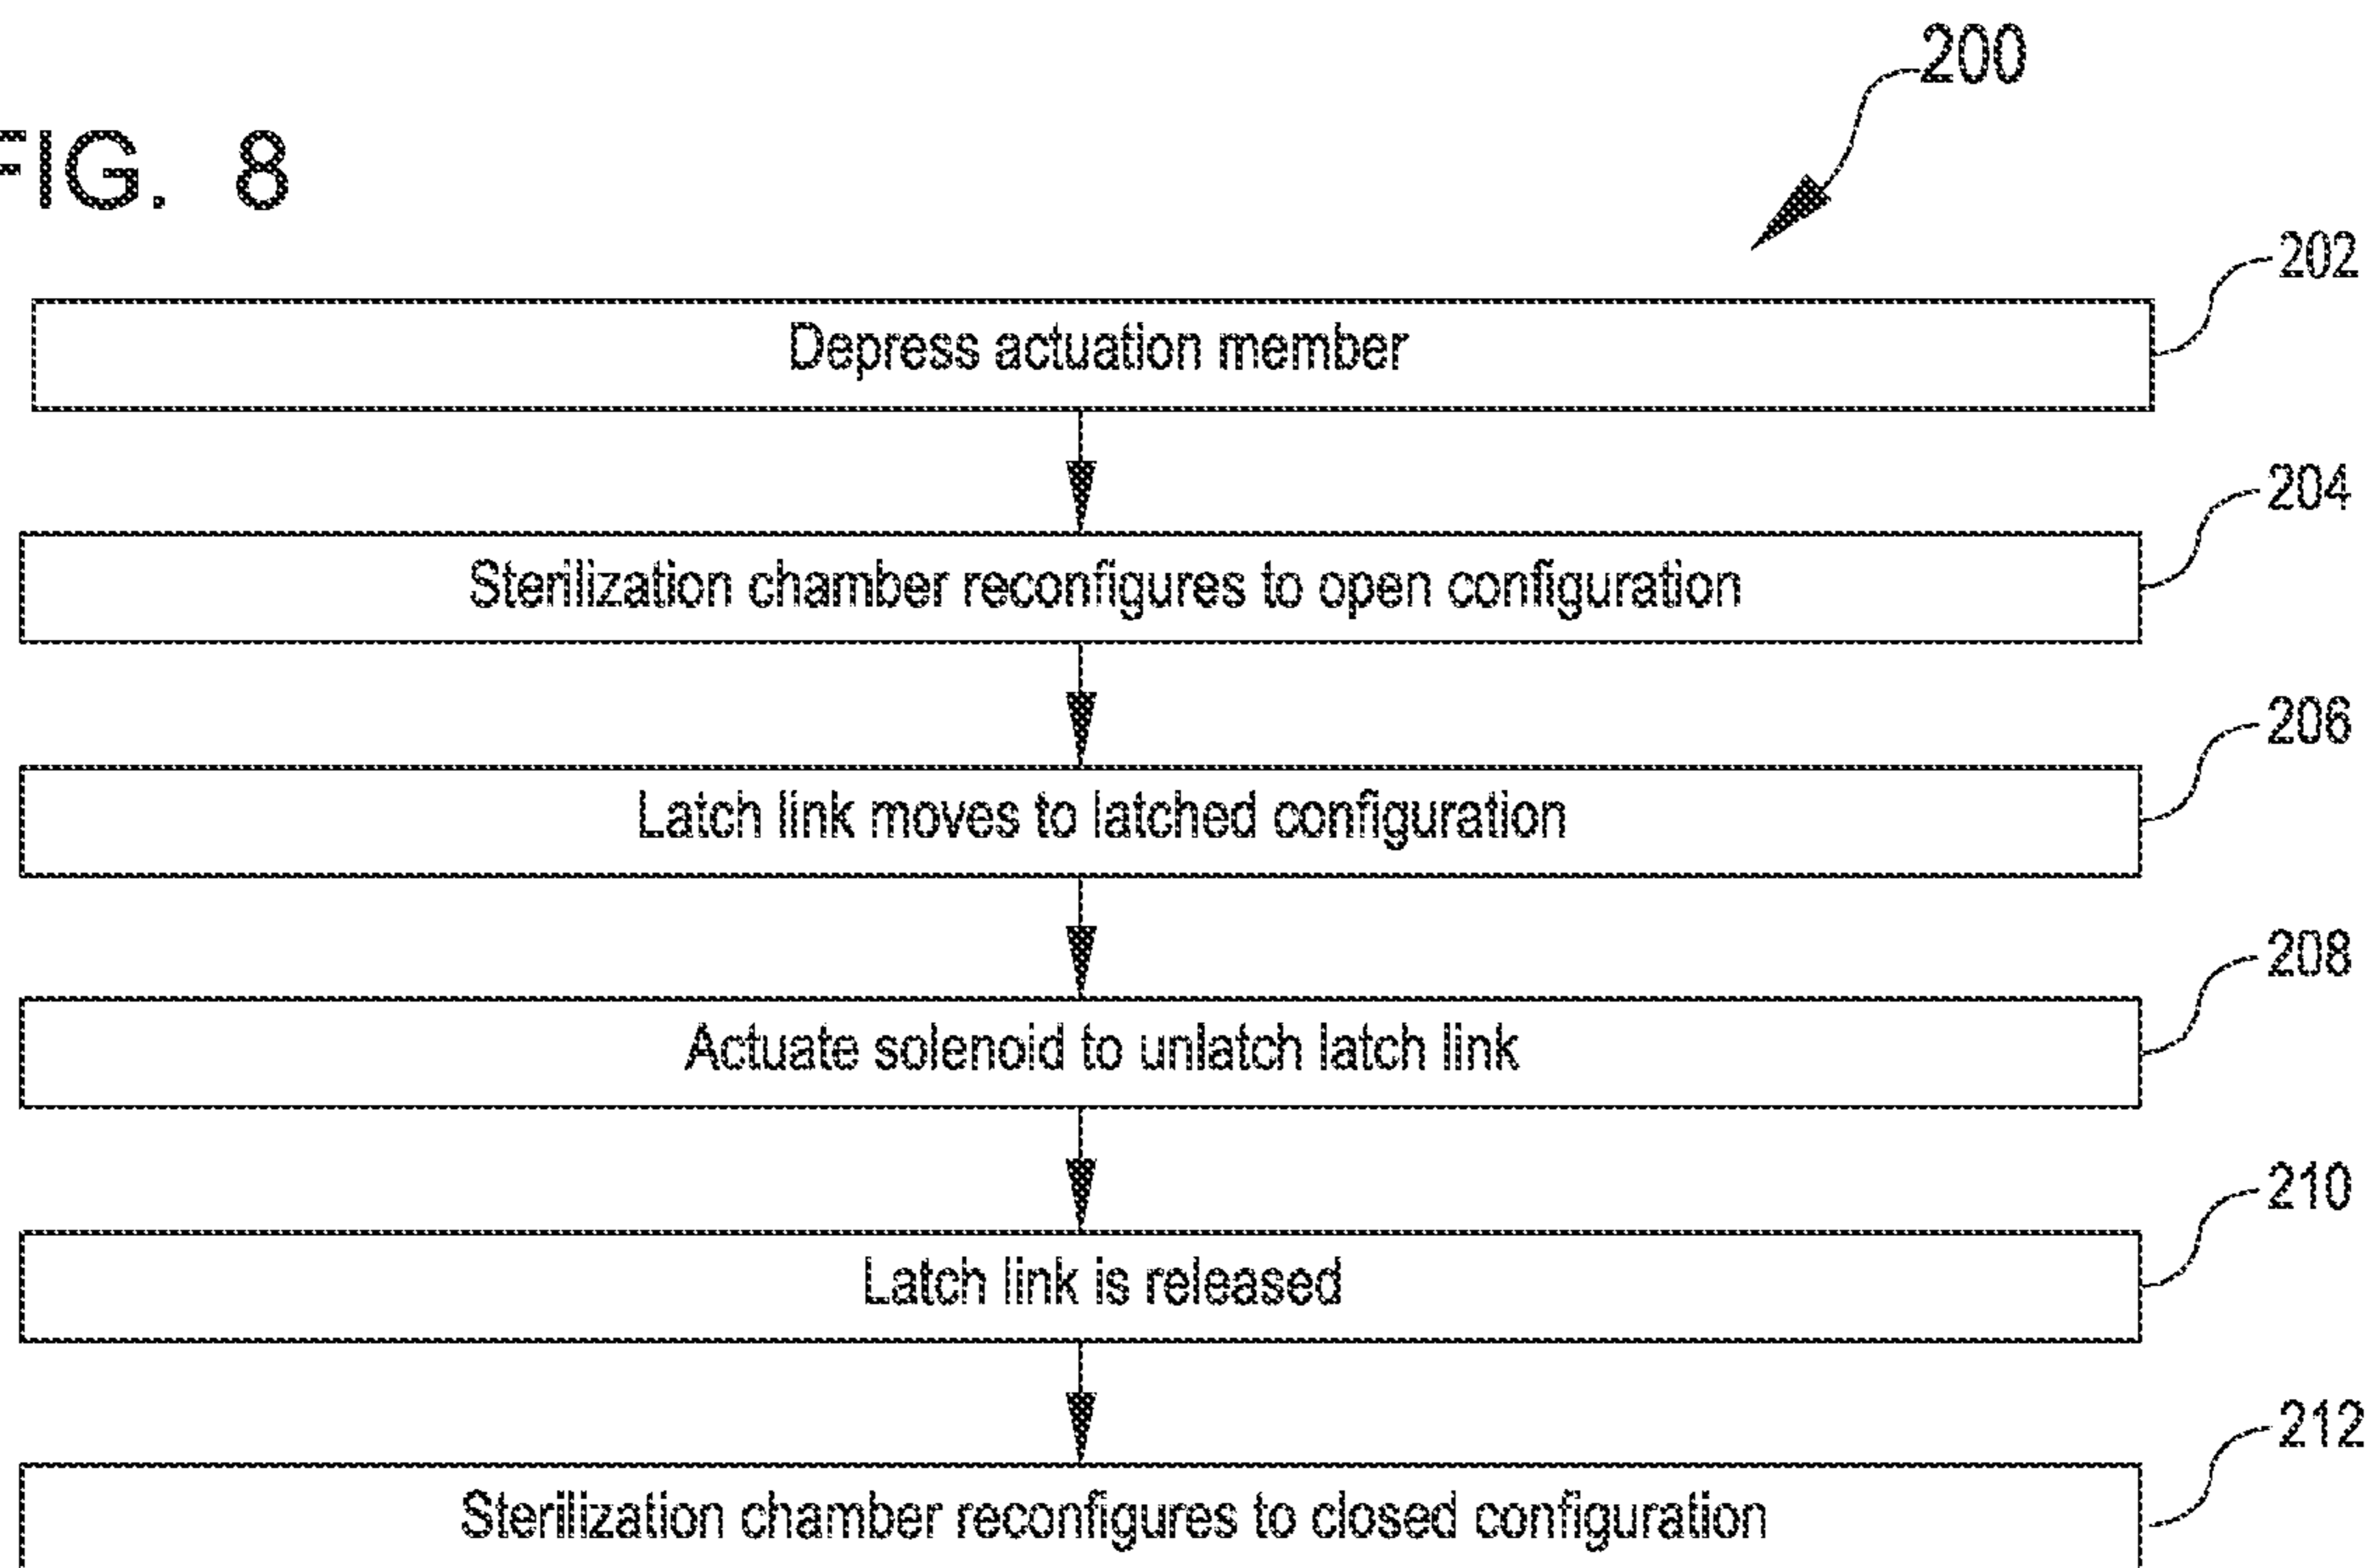 200
FIG. 8
202
Depress actuation member
204
Sterilization chamber reconfigures to open configuration
206
Latch link moves to latched configuration
208
Actuate solenoid to unlatch latch link
210
Latch link is released
212
Sterilization chamber reconfigures to closed configuration